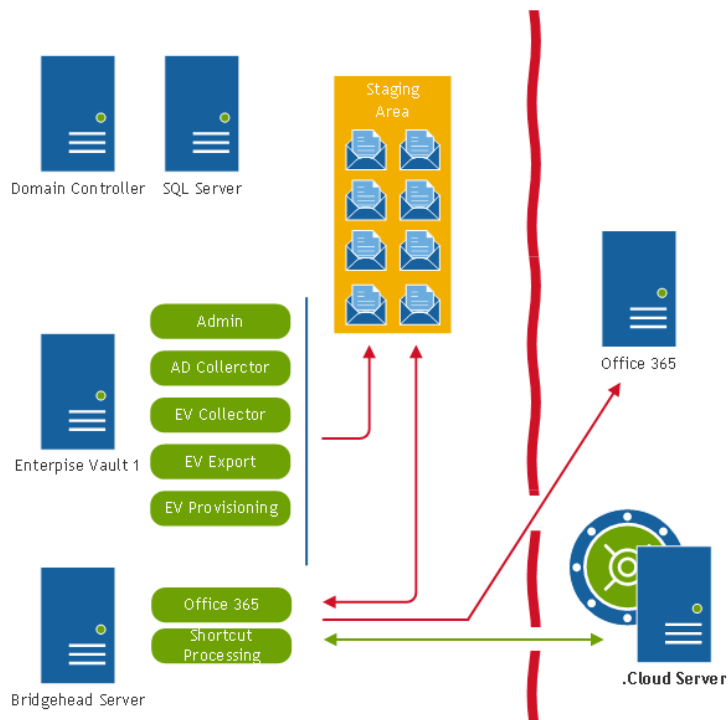 Staging
Area
Domain Controller
SQL Server
Admin
AD Collerctor
EV Collector
EV Export
EV Provisioning
Enterpise Vault 1
Office 365
Office 365
Shortcut
Processing
Bridgehead Server
.Cloud Server